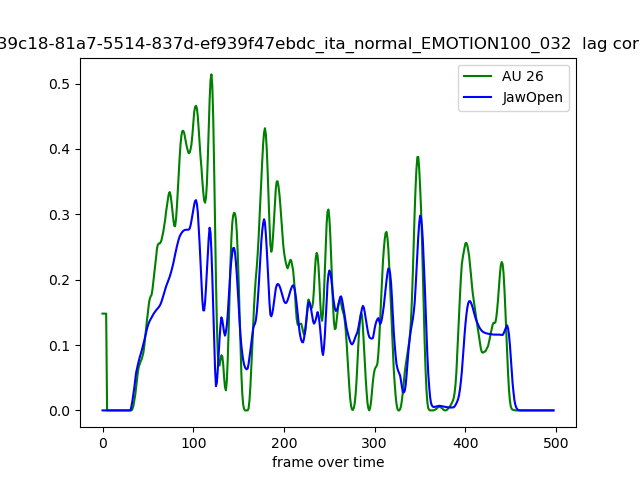 39c18-81a7-5514-837d-ef939f47ebdc_ita_normal_EMOTION100_032 lag cor
AU 26
JawOpen
0.5
0.4
0.3
0.2
0.1
0.0
0 100 200 300 400 500
frame over time